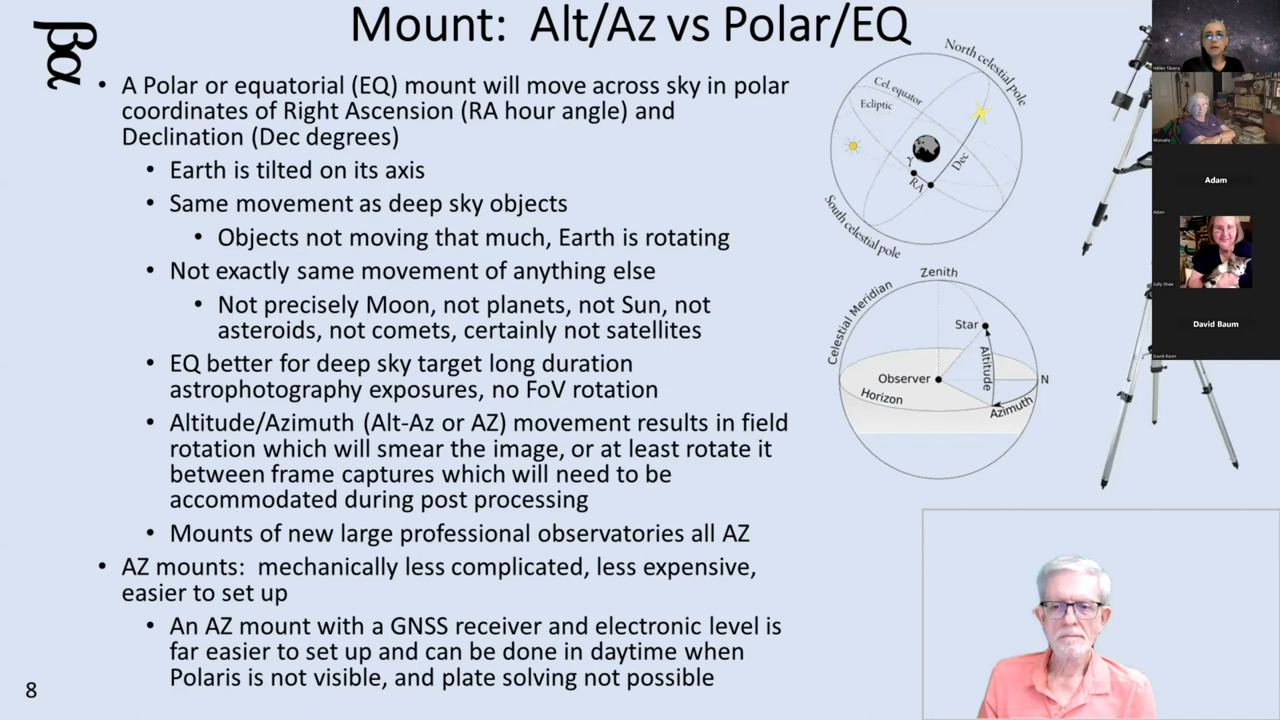 Mount: Alt/Az vs Polar/EQ
βα
• A Polar or equatorial (EQ) mount will move across sky in polar
coordinates of Right Ascension (RA hour angle) and
Declination (Dec degrees)
• Earth is tilted on its axis
• Same movement as deep sky objects
• Objects not moving that much, Earth is rotating
• Not exactly same movement of anything else
• Not precisely Moon, not planets, not Sun, not
asteroids, not comets, certainly not satellites
• EQ better for deep sky target long duration
astrophotography exposures, no FoV rotation
• Altitude/Azimuth (Alt-Az or AZ) movement results in field
rotation which will smear the image, or at least rotate it
between frame captures which will need to be
accommodated during post processing
• Mounts of new large professional observatories all AZ
• AZ mounts: mechanically less complicated, less expensive,
easier to set up
• An AZ mount with a GNSS receiver and electronic level is
far easier to set up and can be done in daytime when
Polaris is not visible, and plate solving not possible
8
North celestial pole
Cel. equator
Ecliptic
Dec
γ
RA
South celestial pole
Zenith
Celestial Meridian
Star
Altitude
Observer
N
Horizon
Azimuth
Manuela
Adam
Adam
Sally Shaw
David Baum
David Baum